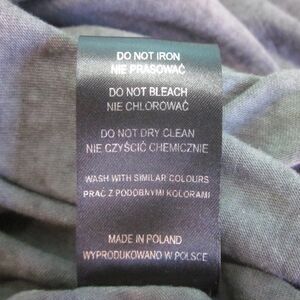 DO NOT IRON
NIE PRASOWAĆ
DO NOT BLEACH
NIE CHLOROWAĆ
DO NOT DRY CLEAN
NIE CZYŚCIĆ CHEMICZNIE
WASH WITH SIMILAR COLOURS
PRAĆ Z PODOBNYMI KOLORAMI
MADE IN POLAND
WYPRODUKOWANO W POLSCE